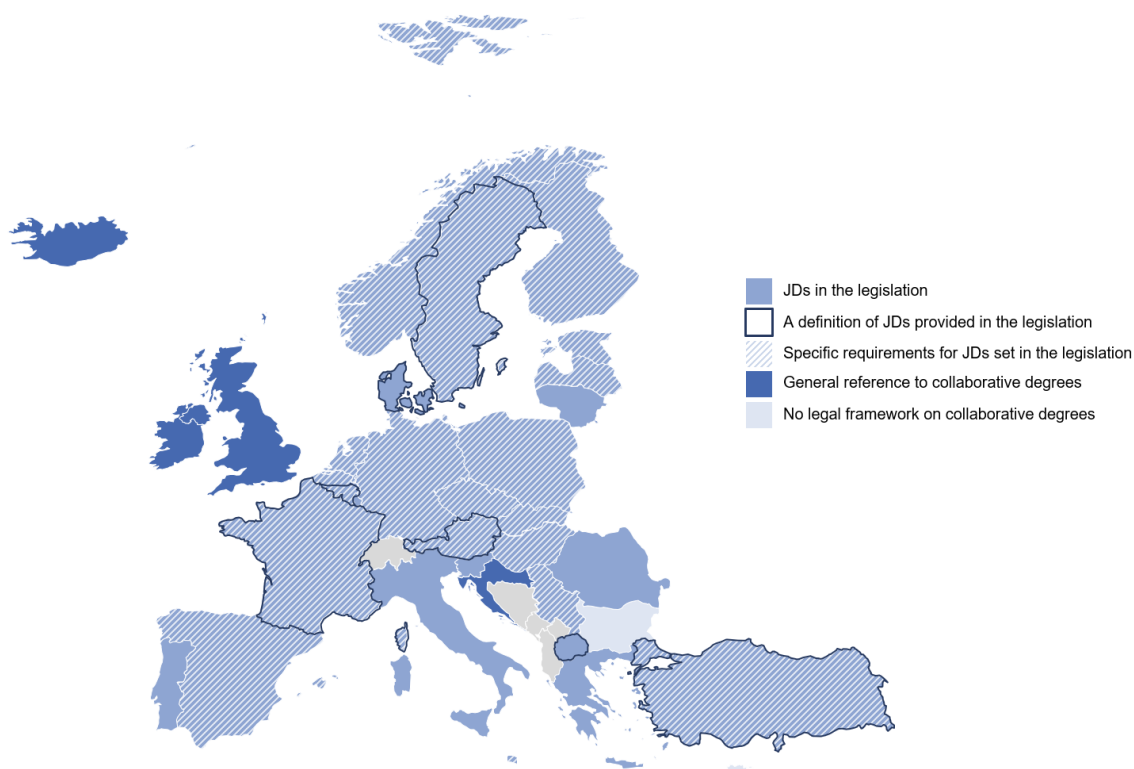 JDs in the legislation
A definition of JDs provided in the legislation
Specific requirements for JDs set in the legislation
General reference to collaborative degrees
No legal framework on collaborative degrees